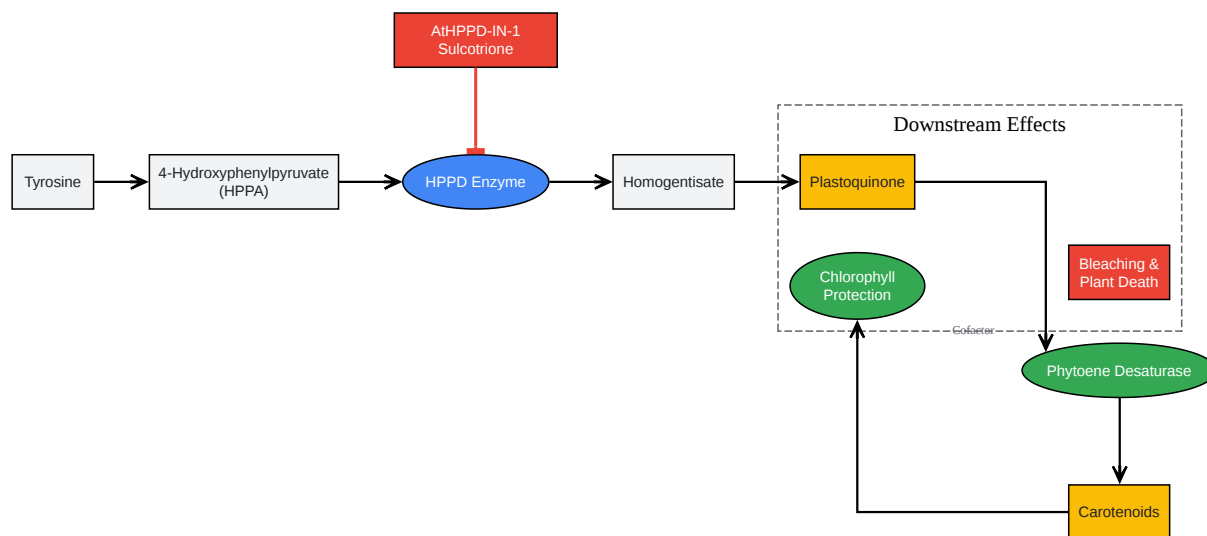 AtHPPD-IN-1
Sulcotrione
Downstream Effects
Tyrosine
4-Hydroxyphenylpyruvate
(HPPA)
HPPD Enzyme
Homogentisate
Plastoquinone
Chlorophyll
Protection
Bleaching &
Plant Death
Cofactor
Phytoene Desaturase
Carotenoids